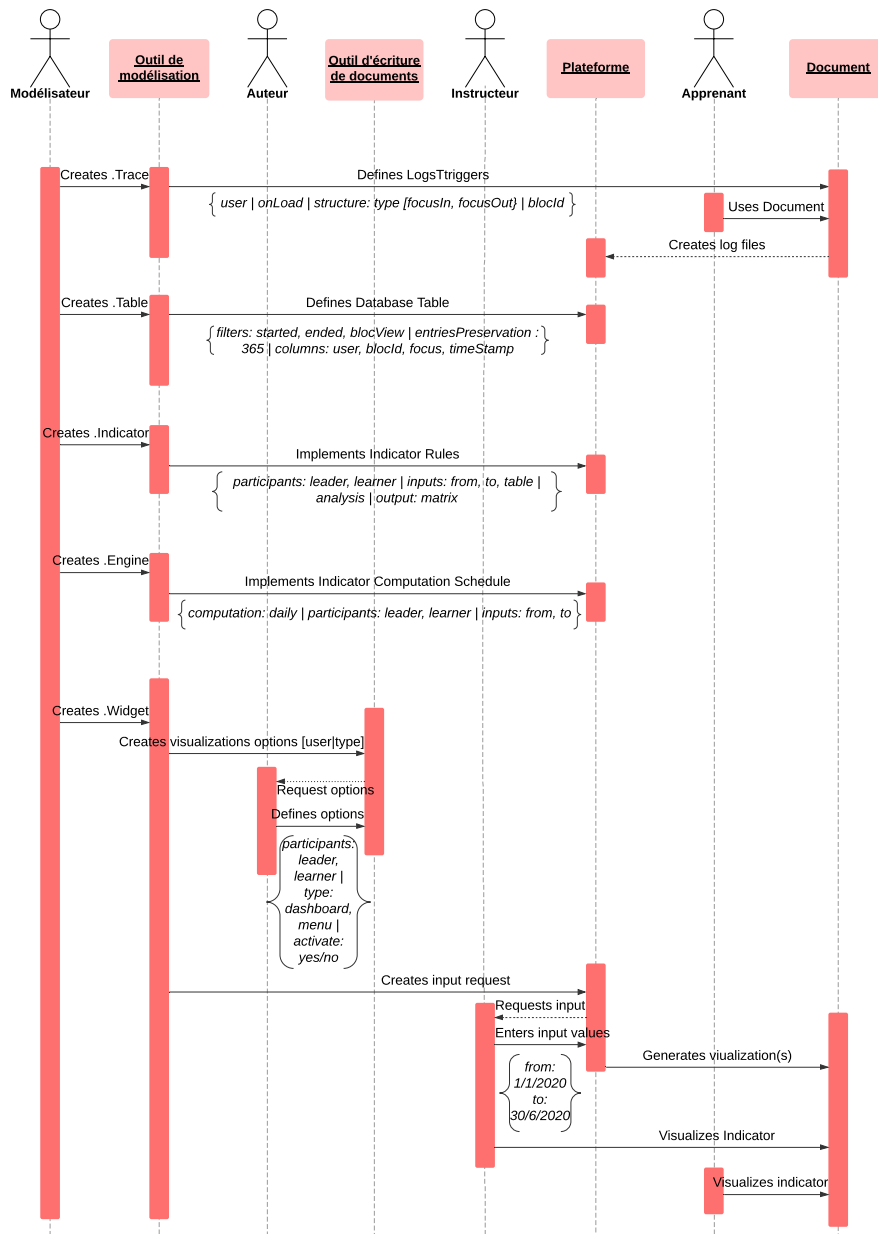 Modélisateur
Outil de
modélisation
Auteur
Outil d'écriture
de documents
Instructeur
Plateforme
Apprenant
Document
Creates .Trace
Defines LogsTtriggers
user | onLoad | structure: type [focusIn, focusOut} | blocId
Uses Document
Creates log files
Creates .Table
Defines Database Table
filters: started, ended, blocView | entriesPreservation :
365 | columns: user, blocId, focus, timeStamp
Creates .Indicator
Implements Indicator Rules
participants: leader, learner | inputs: from, to, table |
analysis | output: matrix
Creates .Engine
Implements Indicator Computation Schedule
computation: daily | participants: leader, learner | inputs: from, to
Creates .Widget
Creates visualizations options [user|type]
Request options
Defines options
participants:
leader,
learner |
type:
dashboard,
menu |
activate:
yes/no
Creates input request
Requests input
Enters input values
Generates viualization(s)
from:
1/1/2020
to:
30/6/2020
Visualizes Indicator
Visualizes indicator